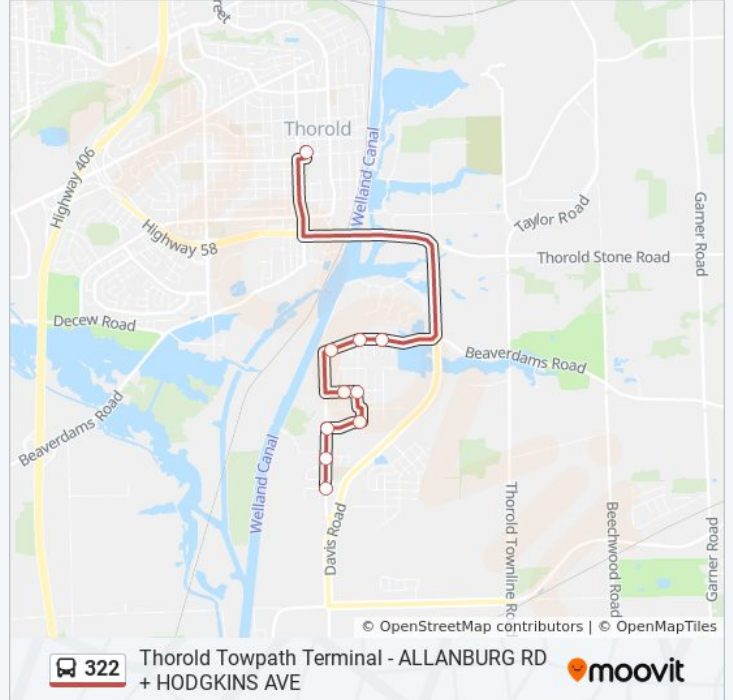 reet
Thorold
Highway 406
Welland Canal
Highway 58
Taylor Road
Garner Road
Thorold Stone Road
Decew Road
Beaverdams Road
Beaverdams Road
Welland Canal
Davis Road
Thorold Townline Roa
Beechwood Road
Garner Road
© OpenStreetMap contributors | © OpenMapTiles
322
Thorold Towpath Terminal - ALLANBURG RD
+ HODGKINS AVE
moovit